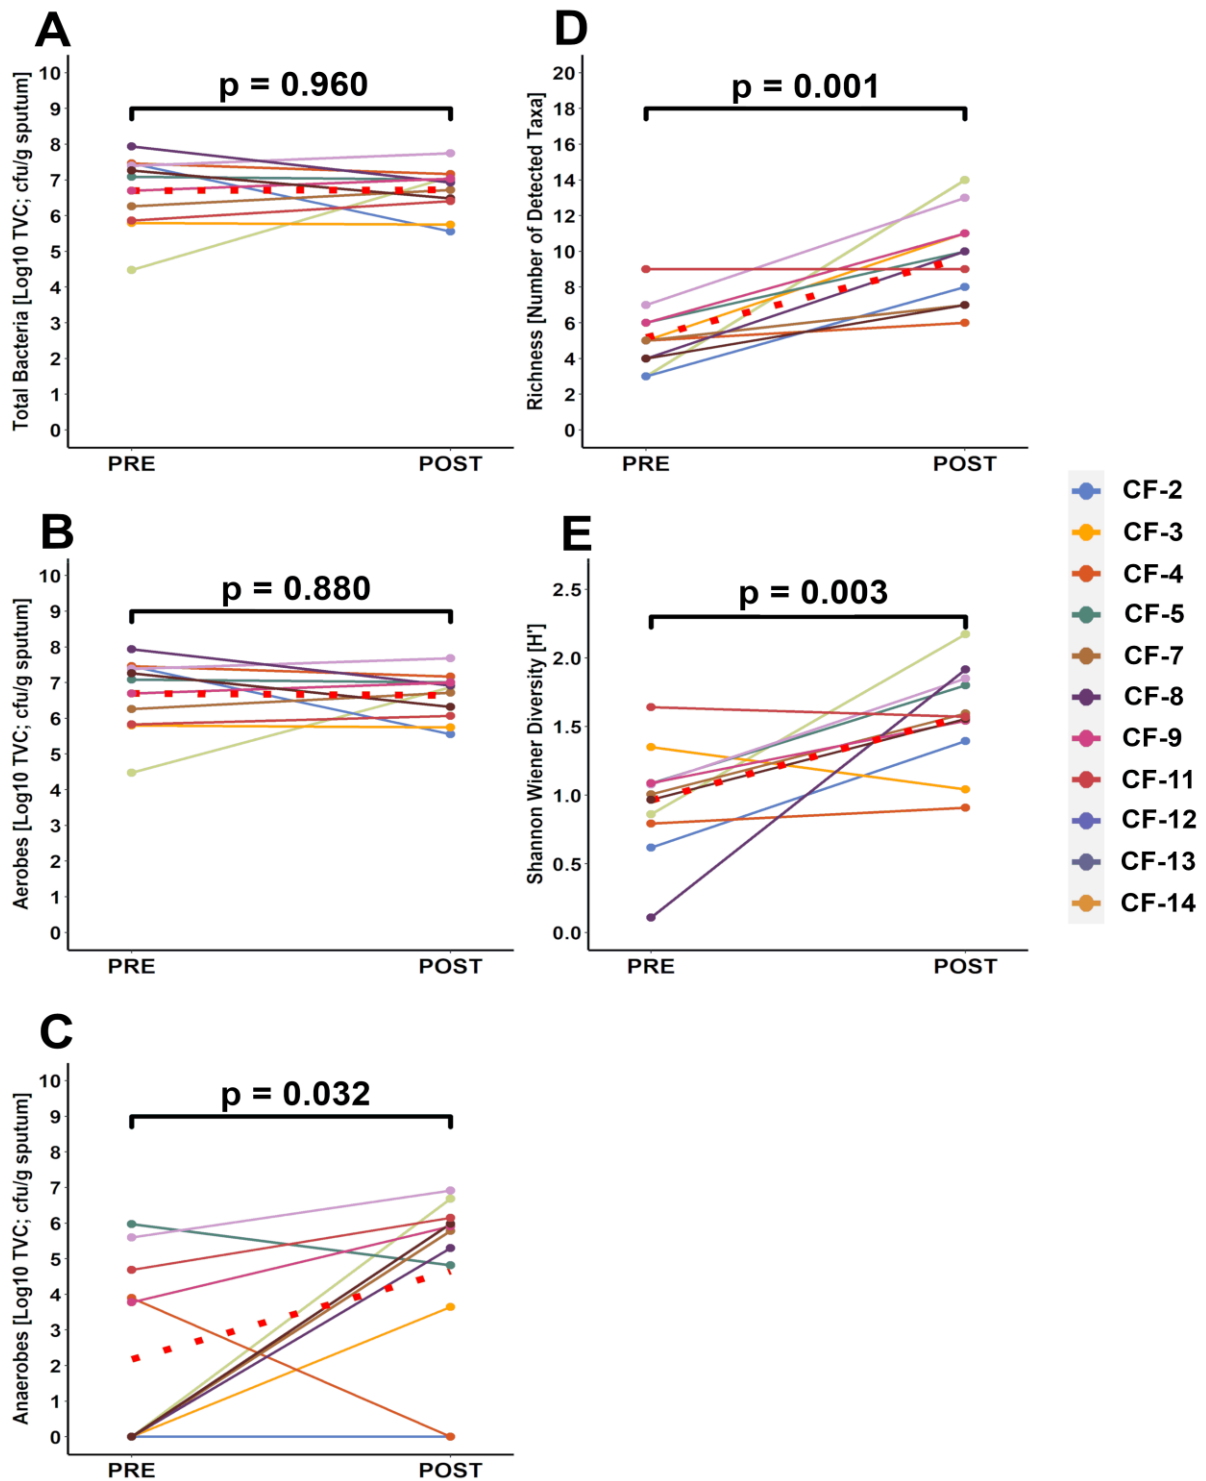 A
Total Bacteria [Log10 TVC; cfu/g sputum]
10
9
8
7
6
5
4
3
2
1
0
p = 0.960
PRE
POST
D
Richness [Number of Detected Taxa]
20
18
16
14
12
10
8
6
4
2
0
p = 0.001
PRE
POST
B
Aerobes [Log10 TVC; cfu/g sputum]
10
9
8
7
6
5
4
3
2
1
0
p = 0.880
PRE
POST
E
Shannon Wiener Diversity [H']
2.5
2.0
1.5
1.0
0.5
0.0
p = 0.003
PRE
POST
CF-2
CF-3
CF-4
CF-5
CF-7
CF-8
CF-9
CF-11
CF-12
CF-13
CF-14
C
Anaerobes [Log10 TVC; cfu/g sputum]
10
9
8
7
6
5
4
3
2
1
0
p = 0.032
PRE
POST